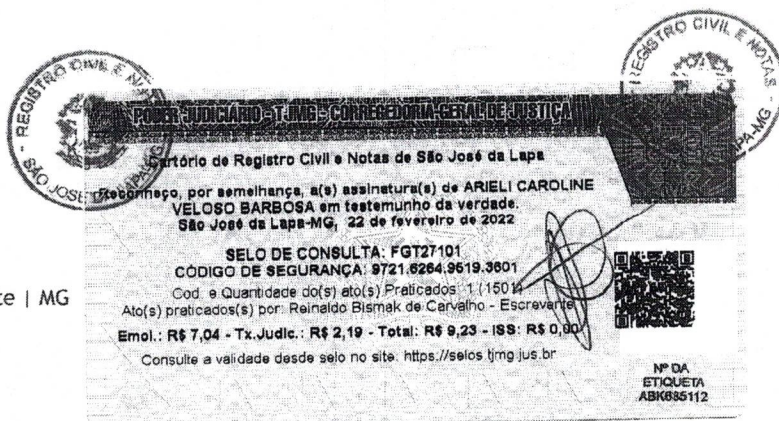 REGISTRO CIVIL E NOTAS
SÃO JOSÉ
REGISTRO CIVIL E NOTAS
LAPA-MG
PODER JUDICIÁRIO - TJMG - CORREGEDORIA-GERAL DE JUSTIÇA
Cartório de Registro Civil e Notas de São José da Lapa
Reconheço, por semelhança, a(s) assinatura(s) de ARIELI CAROLINE
VELOSO BARBOSA em testemunho da verdade.
São José da Lapa-MG, 22 de fevereiro de 2022
SELO DE CONSULTA: FGT27101
CÓDIGO DE SEGURANÇA: 9721.6264.9519.3601
Cod. e Quantidade do(s) ato(s) Praticados: 1 (1501)
Ato(s) praticados(s) por: Reinaldo Bismak de Carvalho - Escrevente
Emol.: R$ 7,04 - Tx.Judic.: R$ 2,19 - Total: R$ 9,23 - ISS: R$ 0,00
Consulte a validade desde selo no site: https://selos.tjmg.jus.br
Nº DA
ETIQUETA
ABK685112
| MG